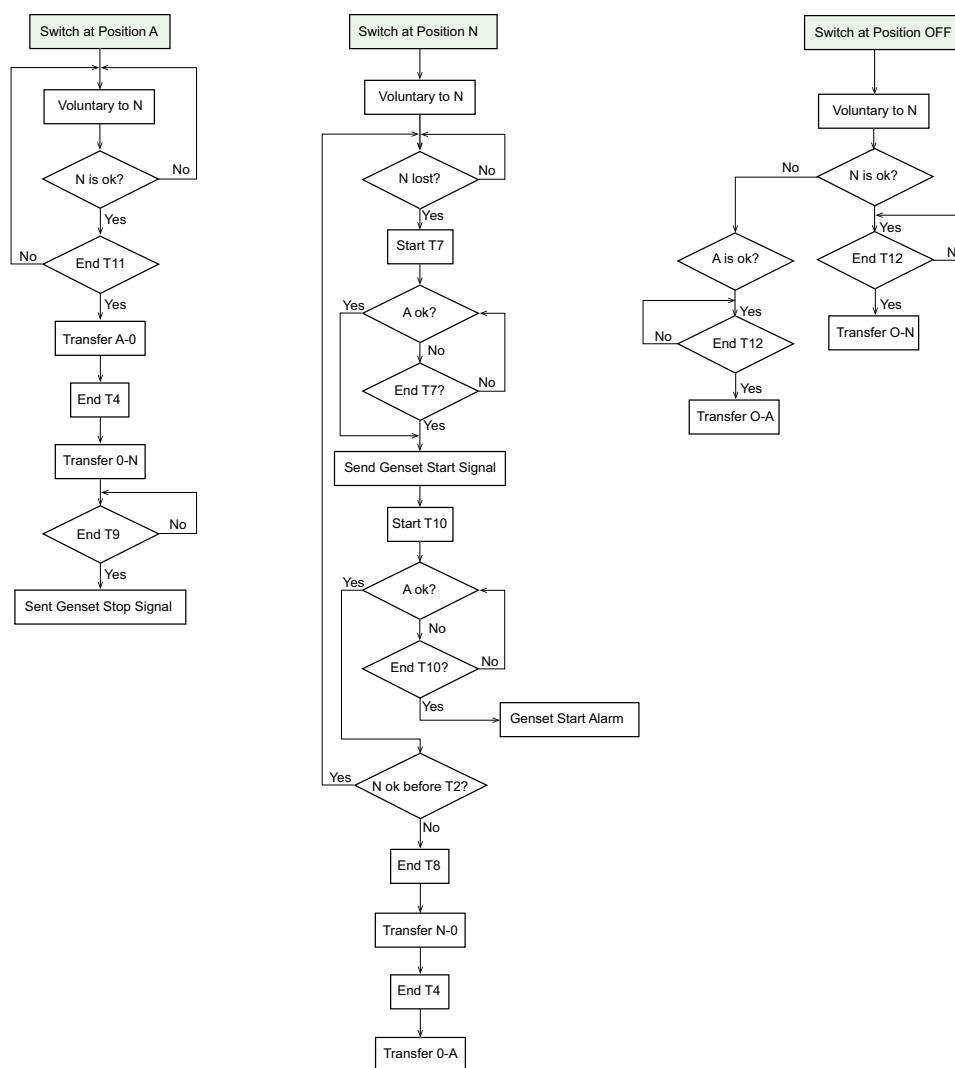 Switch at Position A
Voluntary to N
N is ok?
No
Yes
No
End T11
Yes
Transfer A-0
End T4
Transfer 0-N
End T9
No
Yes
Sent Genset Stop Signal
Switch at Position N
Voluntary to N
N lost?
No
Yes
Start T7
Yes
A ok?
No
End T7?
No
Yes
Send Genset Start Signal
Start T10
Yes
A ok?
No
End T10?
No
Yes
Genset Start Alarm
Yes
N ok before T2?
No
End T8
Transfer N-0
End T4
Transfer 0-A
Switch at Position OFF
Voluntary to N
No
N is ok?
Yes
A is ok?
End T12
Yes
Transfer O-N
Yes
No
End T12
Yes
Transfer O-A